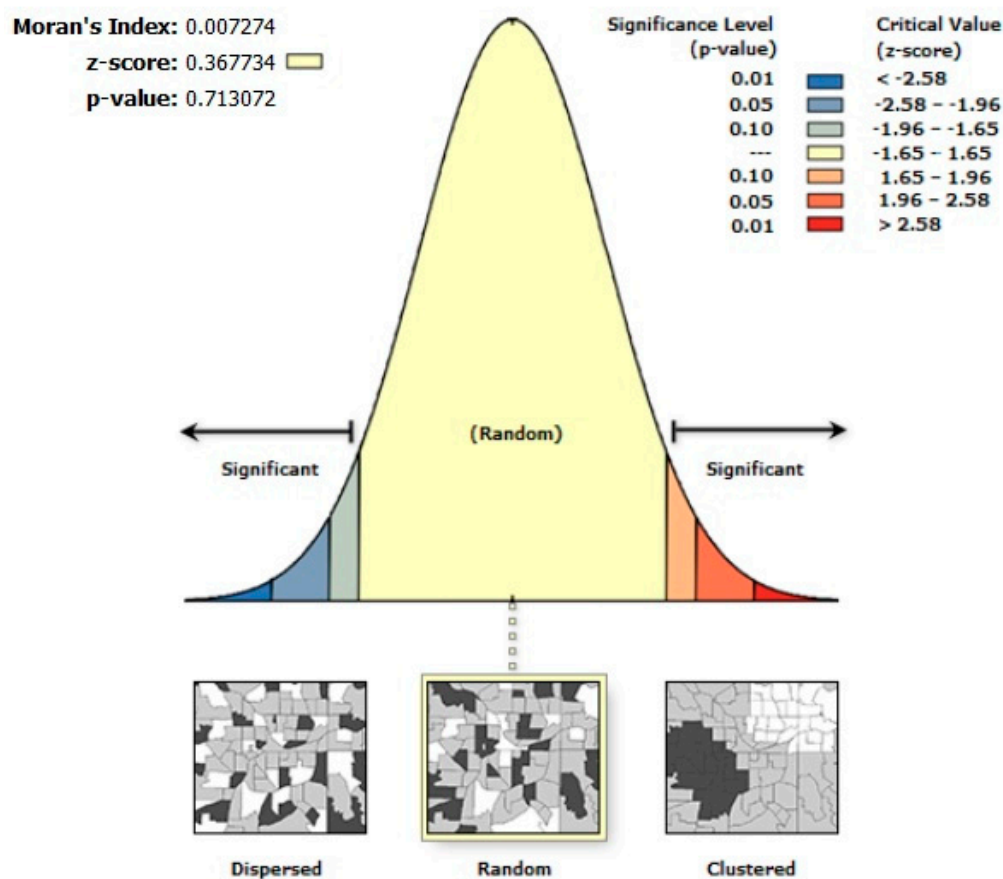 Moran's Index: 0.007274
z-score: 0.367734
p-value: 0.713072
Significance Level
(p-value)
Critical Value
(z-score)
0.01 < -2.58
0.05 -2.58 – -1.96
0.10 -1.96 – -1.65
--- -1.65 – 1.65
0.10 1.65 – 1.96
0.05 1.96 – 2.58
0.01 > 2.58
(Random)
Significant
Significant
Dispersed
Random
Clustered